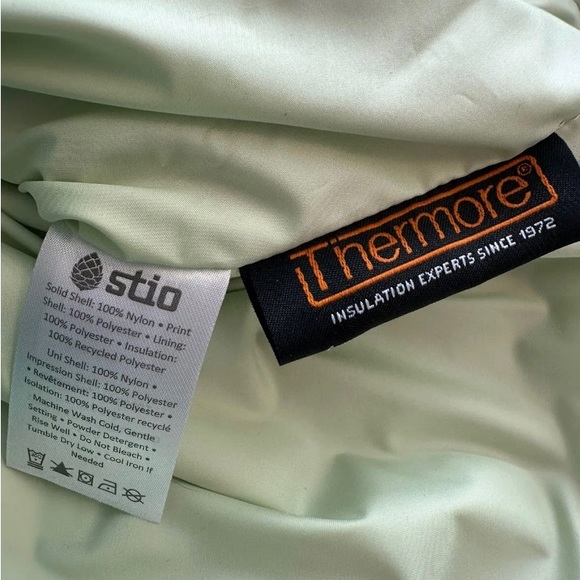 stio
Solid Shell: 100% Nylon • Print
Shell: 100% Polyester • Lining:
100% Polyester • Insulation:
100% Recycled Polyester
Uni Shell: 100% Nylon •
Impression Shell: 100% Polyester
• Revêtement: 100% Polyester •
Isolation: 100% Polyester recyclé
Machine Wash Cold, Gentle
Setting • Powder Detergent •
Rise Well • Do Not Bleach •
Tumble Dry Low • Cool Iron If
Needed
Thermore®
INSULATION EXPERTS SINCE 1972